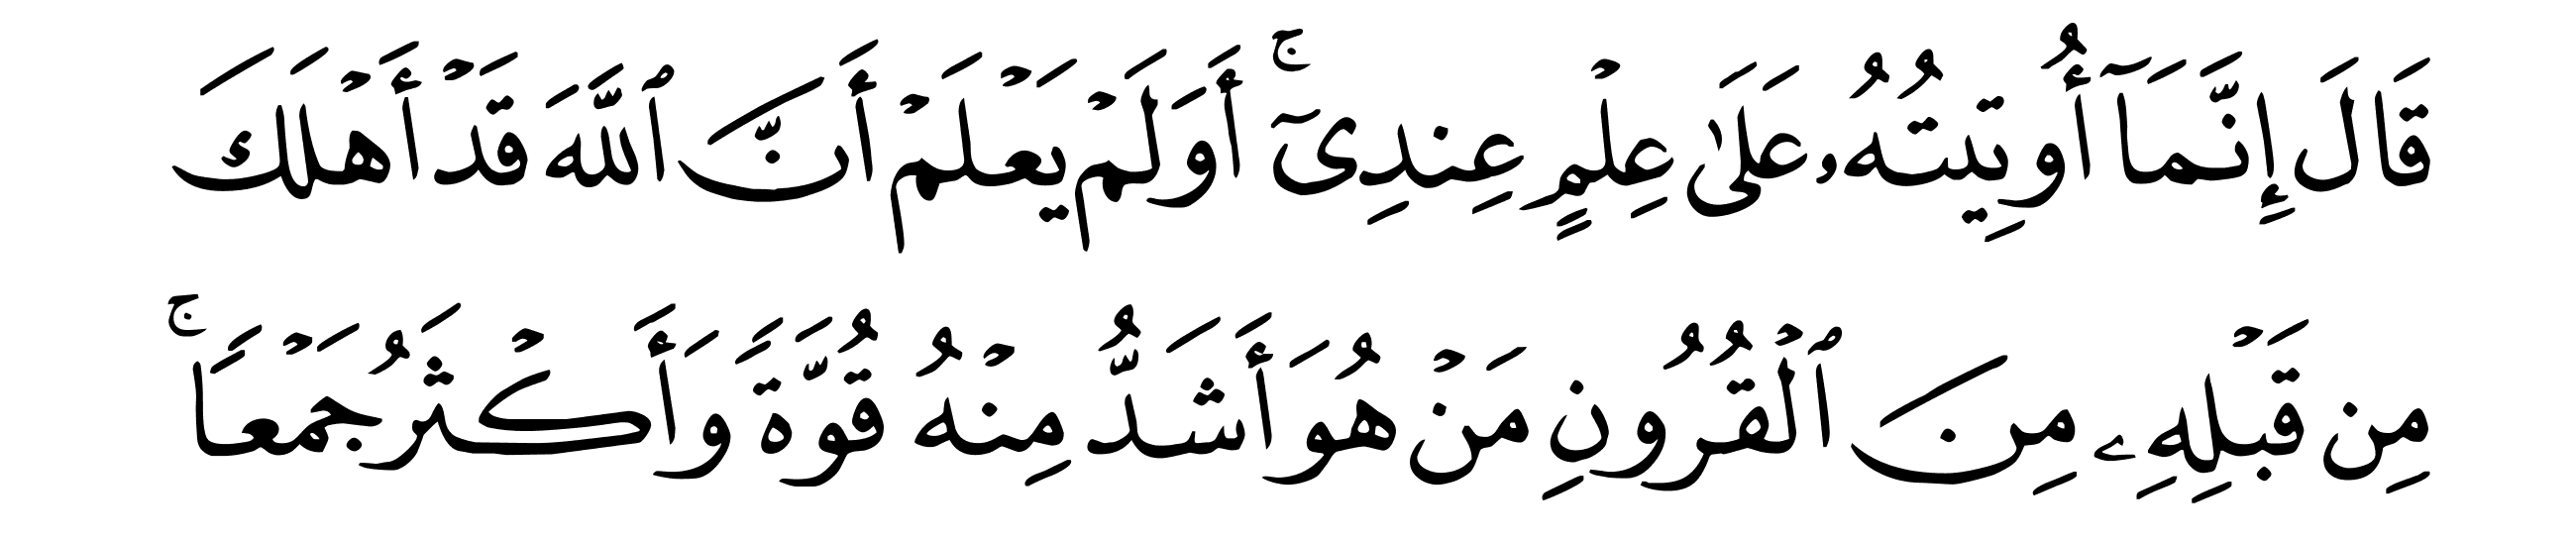 قَالَ إِنَّمَآ أُوتِيتُهُۥ عَلَىٰ عِلْمٍ عِندِىٓ ۚ أَوَلَمْ يَعْلَمْ أَنَّ ٱللَّهَ قَدْ أَهْلَكَ
مِن قَبْلِهِۦ مِنَ ٱلْقُرُونِ مَنْ هُوَ أَشَدُّ مِنْهُ قُوَّةً وَأَكْثَرُ جَمْعًا ۚ